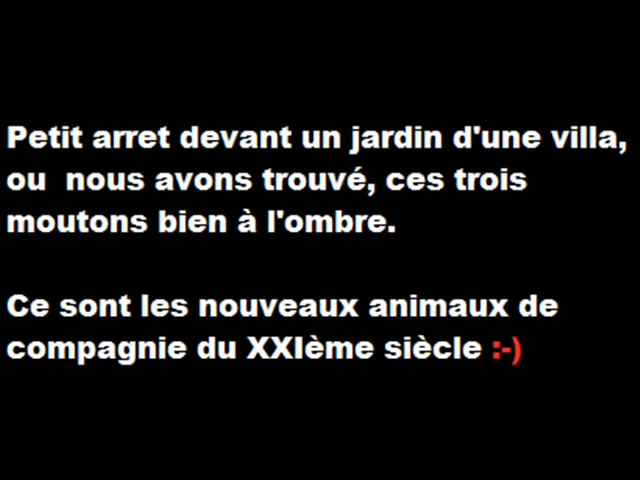 Petit arret devant un jardin d'une villa,
ou  nous avons trouvé, ces trois
moutons bien à l'ombre.
Ce sont les nouveaux animaux de
compagnie du XXIème siècle :-)